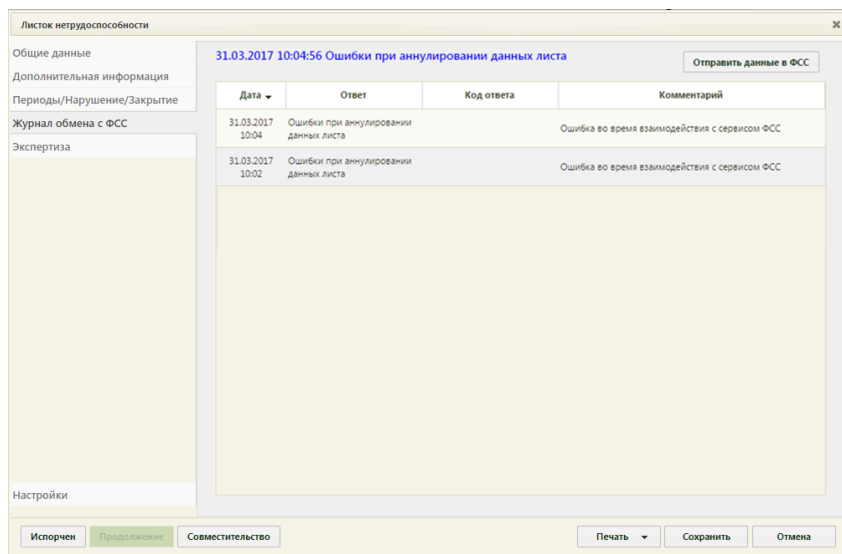 Листок нетрудоспособности
Общие данные
Дополнительная информация
Периоды/Нарушение/Закрытие
Журнал обмена с ФСС
Экспертиза
Настройки
31.03.2017 10:04:56 Ошибки при аннулировании данных листа
Отправить данные в ФСС
Дата Ответ Код ответа Комментарий
31.03.2017 Ошибки при аннулировании
10:04 данных листа Ошибка во время взаимодействия с сервисом ФСС
31.03.2017 Ошибки при аннулировании
10:02 данных листа Ошибка во время взаимодействия с сервисом ФСС
Испорчен Продолжение Совместительство Печать Сохранить Отмена